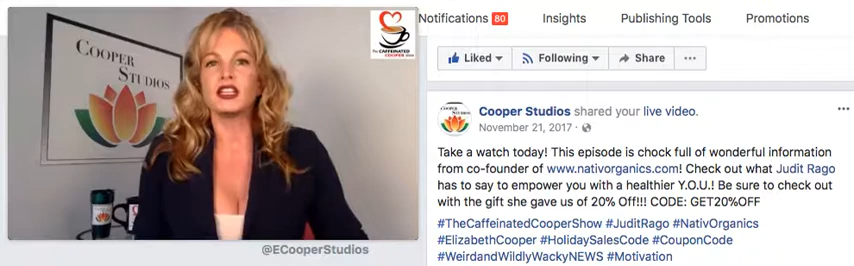 COOPER
STUDIOS
The
CAFFEINATED
COOPER Show
@ECooperStudios
Notifications 80 Insights Publishing Tools Promotions
Liked Following Share ...
COOPER
STUDIOS
Cooper Studios shared your live video.
November 21, 2017 ·
Take a watch today! This episode is chock full of wonderful information
from co-founder of www.nativorganics.com! Check out what Judit Rago
has to say to empower you with a healthier Y.O.U.! Be sure to check out
with the gift she gave us of 20% Off!!! CODE: GET20%OFF
#TheCaffeinatedCooperShow #JuditRago #NativOrganics
#ElizabethCooper #HolidaySalesCode #CouponCode
#WeirdandWildlyWackyNEWS #Motivation